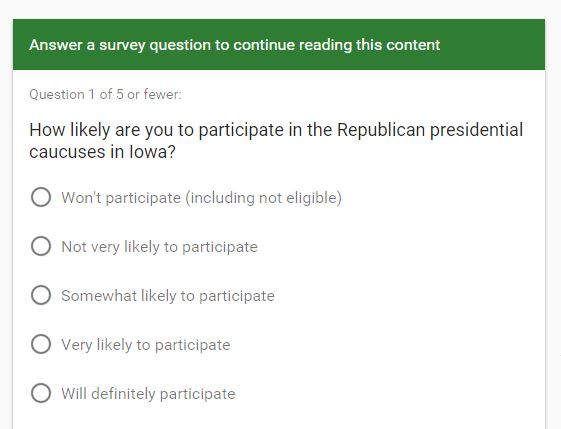 Answer a survey question to continue reading this content
Question 1 of 5 or fewer:
How likely are you to participate in the Republican presidential
caucuses in Iowa?
Won't participate (including not eligible)
Not very likely to participate
Somewhat likely to participate
Very likely to participate
Will definitely participate